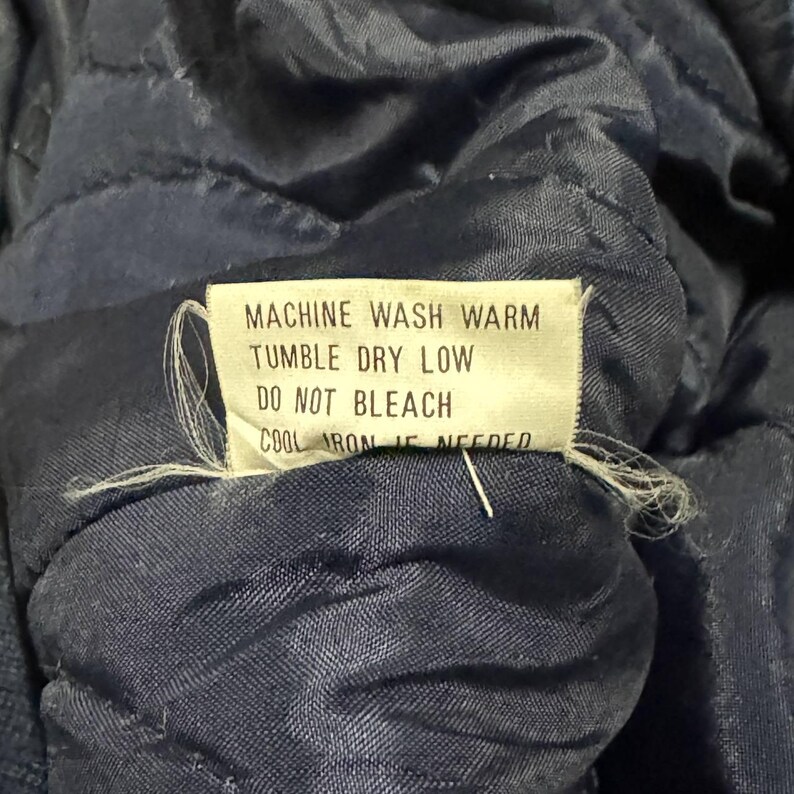 MACHINE WASH WARM
TUMBLE DRY LOW
DO NOT BLEACH
COOL IRON IF NEEDED